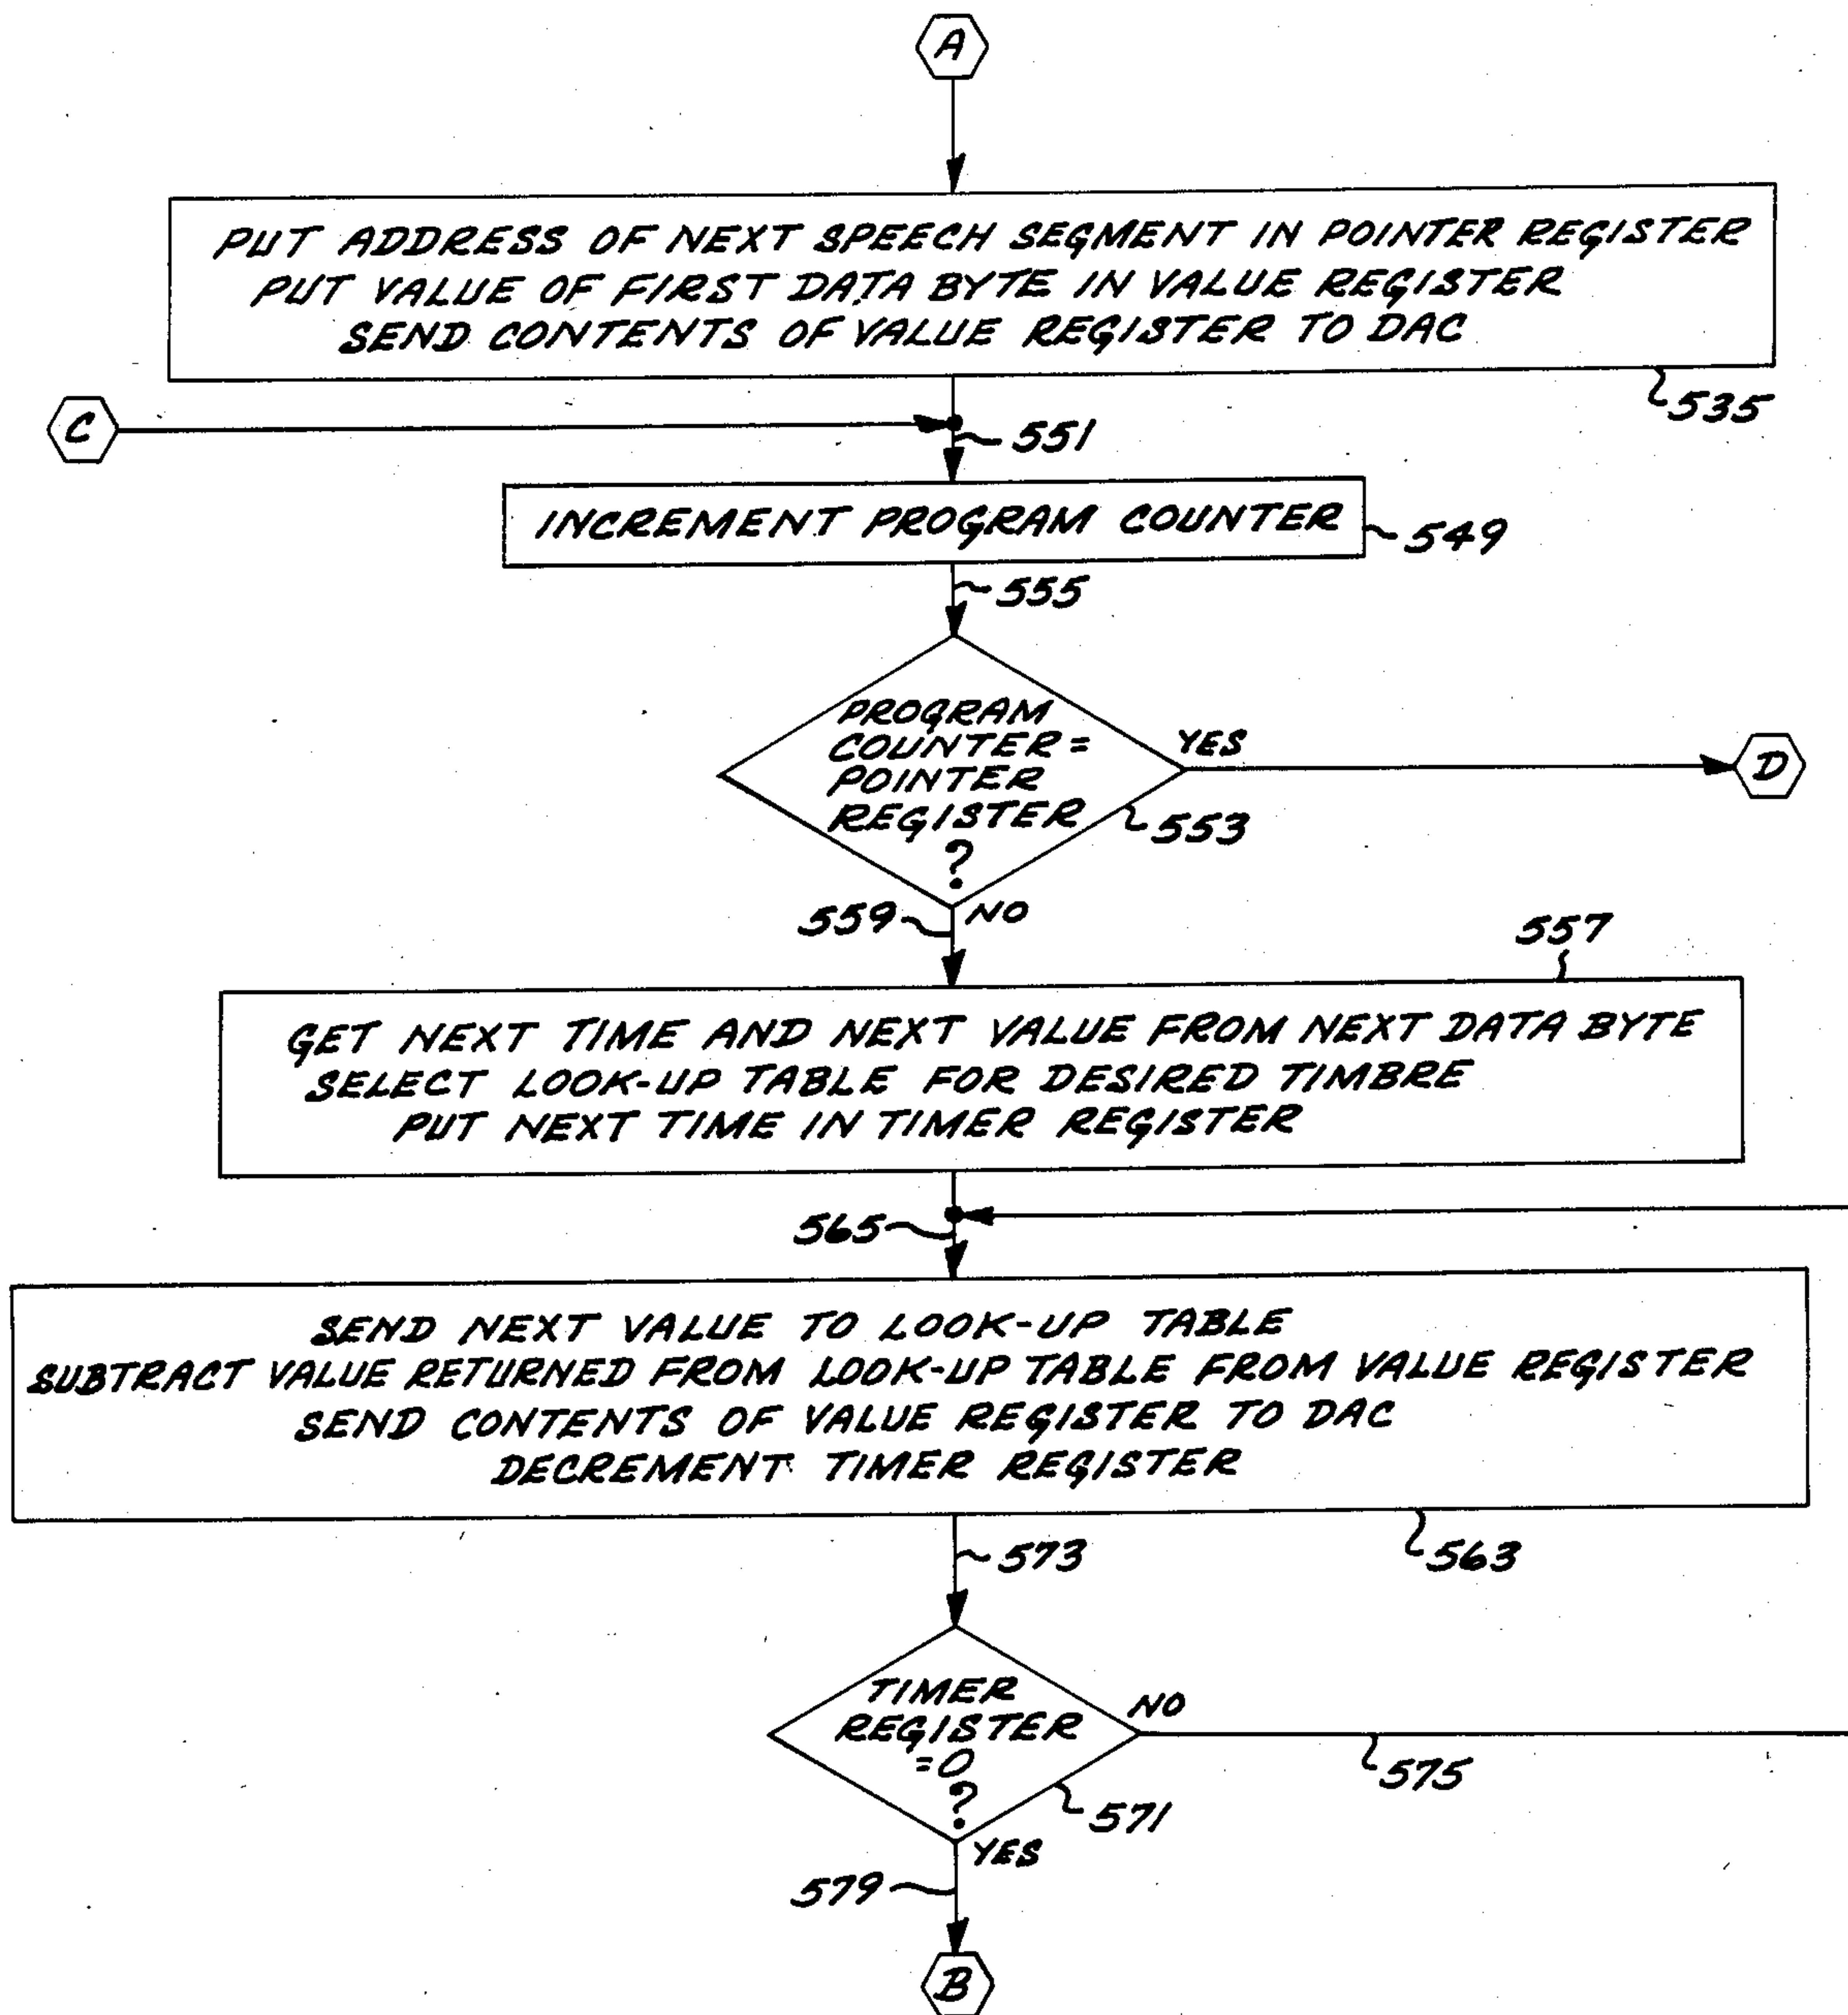 A
PUT ADDRESS OF NEXT SPEECH SEGMENT IN POINTER REGISTER
PUT VALUE OF FIRST DATA BYTE IN VALUE REGISTER
SEND CONTENTS OF VALUE REGISTER TO DAC
535
C
551
INCREMENT PROGRAM COUNTER
549
555
PROGRAM
COUNTER =
POINTER
REGISTER
?
YES
D
553
559
NO
557
GET NEXT TIME AND NEXT VALUE FROM NEXT DATA BYTE
SELECT LOOK-UP TABLE FOR DESIRED TIMBRE
PUT NEXT TIME IN TIMER REGISTER
565
SEND NEXT VALUE TO LOOK-UP TABLE
SUBTRACT VALUE RETURNED FROM LOOK-UP TABLE FROM VALUE REGISTER
SEND CONTENTS OF VALUE REGISTER TO DAC
DECREMENT TIMER REGISTER
573
563
TIMER
REGISTER
=0
?
NO
575
571
YES
579
B